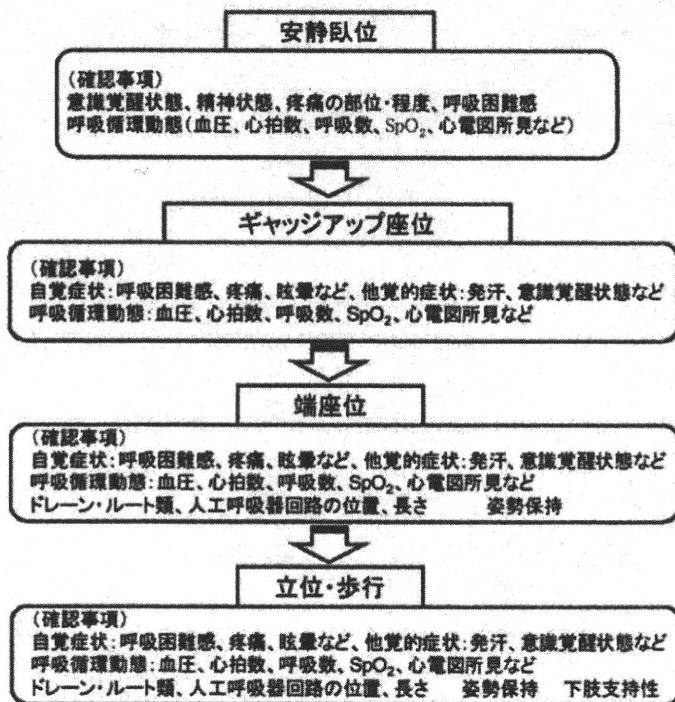 安静臥位
(確認事項)
意識覚醒状態、精神状態、疼痛の部位・程度、呼吸困難感
呼吸循環動態(血圧、心拍数、呼吸数、SpO₂、心電図所見など)
ギャッジアップ座位
(確認事項)
自覚症状:呼吸困難感、疼痛、眩暈など、他覚的症状:発汗、意識覚醒状態など
呼吸循環動態:血圧、心拍数、呼吸数、SpO₂、心電図所見など
端座位
(確認事項)
自覚症状:呼吸困難感、疼痛、眩暈など、他覚的症状:発汗、意識覚醒状態など
呼吸循環動態:血圧、心拍数、呼吸数、SpO₂、心電図所見など
ドレーン・ルート類、人工呼吸器回路の位置、長さ 姿勢保持
立位・歩行
(確認事項)
自覚症状:呼吸困難感、疼痛、眩暈など、他覚的症状:発汗、意識覚醒状態など
呼吸循環動態:血圧、心拍数、呼吸数、SpO₂、心電図所見など
ドレーン・ルート類、人工呼吸器回路の位置、長さ 姿勢保持 下肢支持性